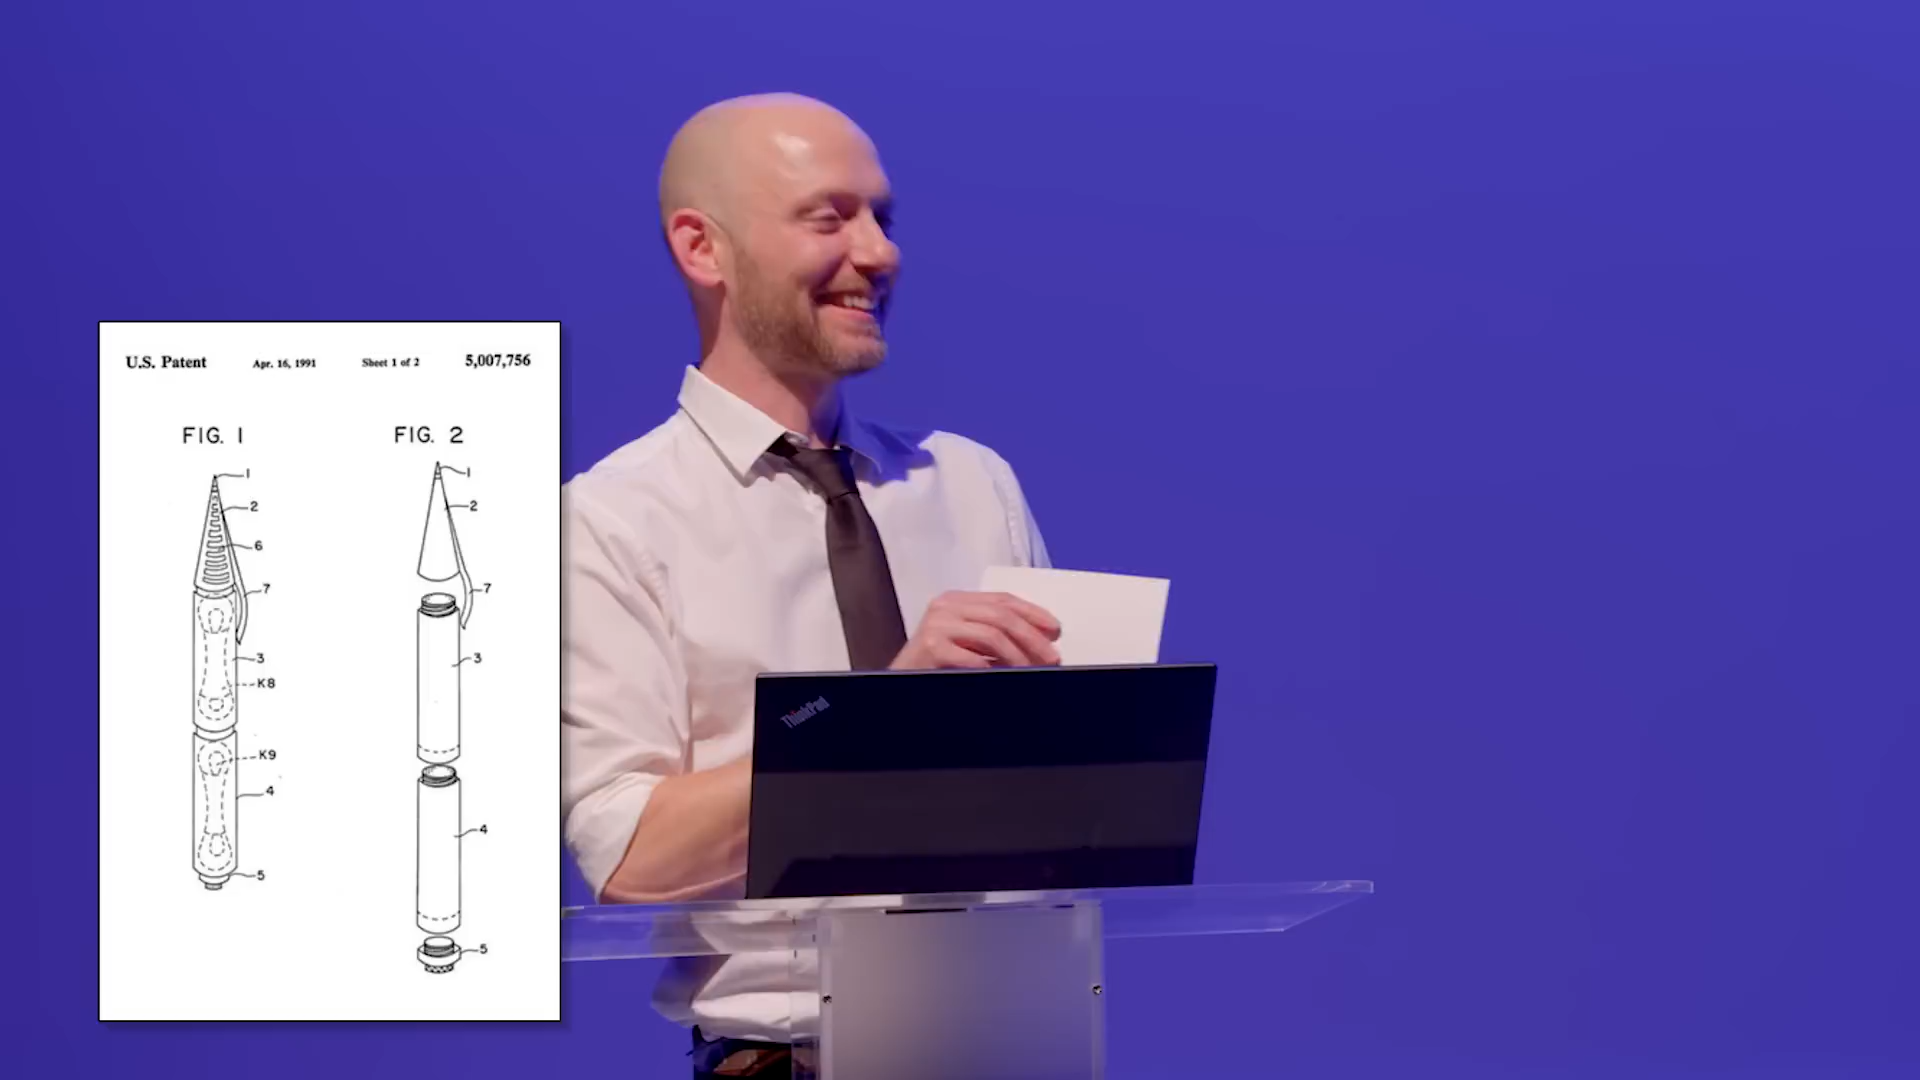 U.S. Patent Apr. 16, 1991 Sheet 1 of 2 5,007,756
FIG. 1 FIG. 2
1
2
6
7
3
K8
K9
4
5
1
2
7
3
4
5
ThinkPad